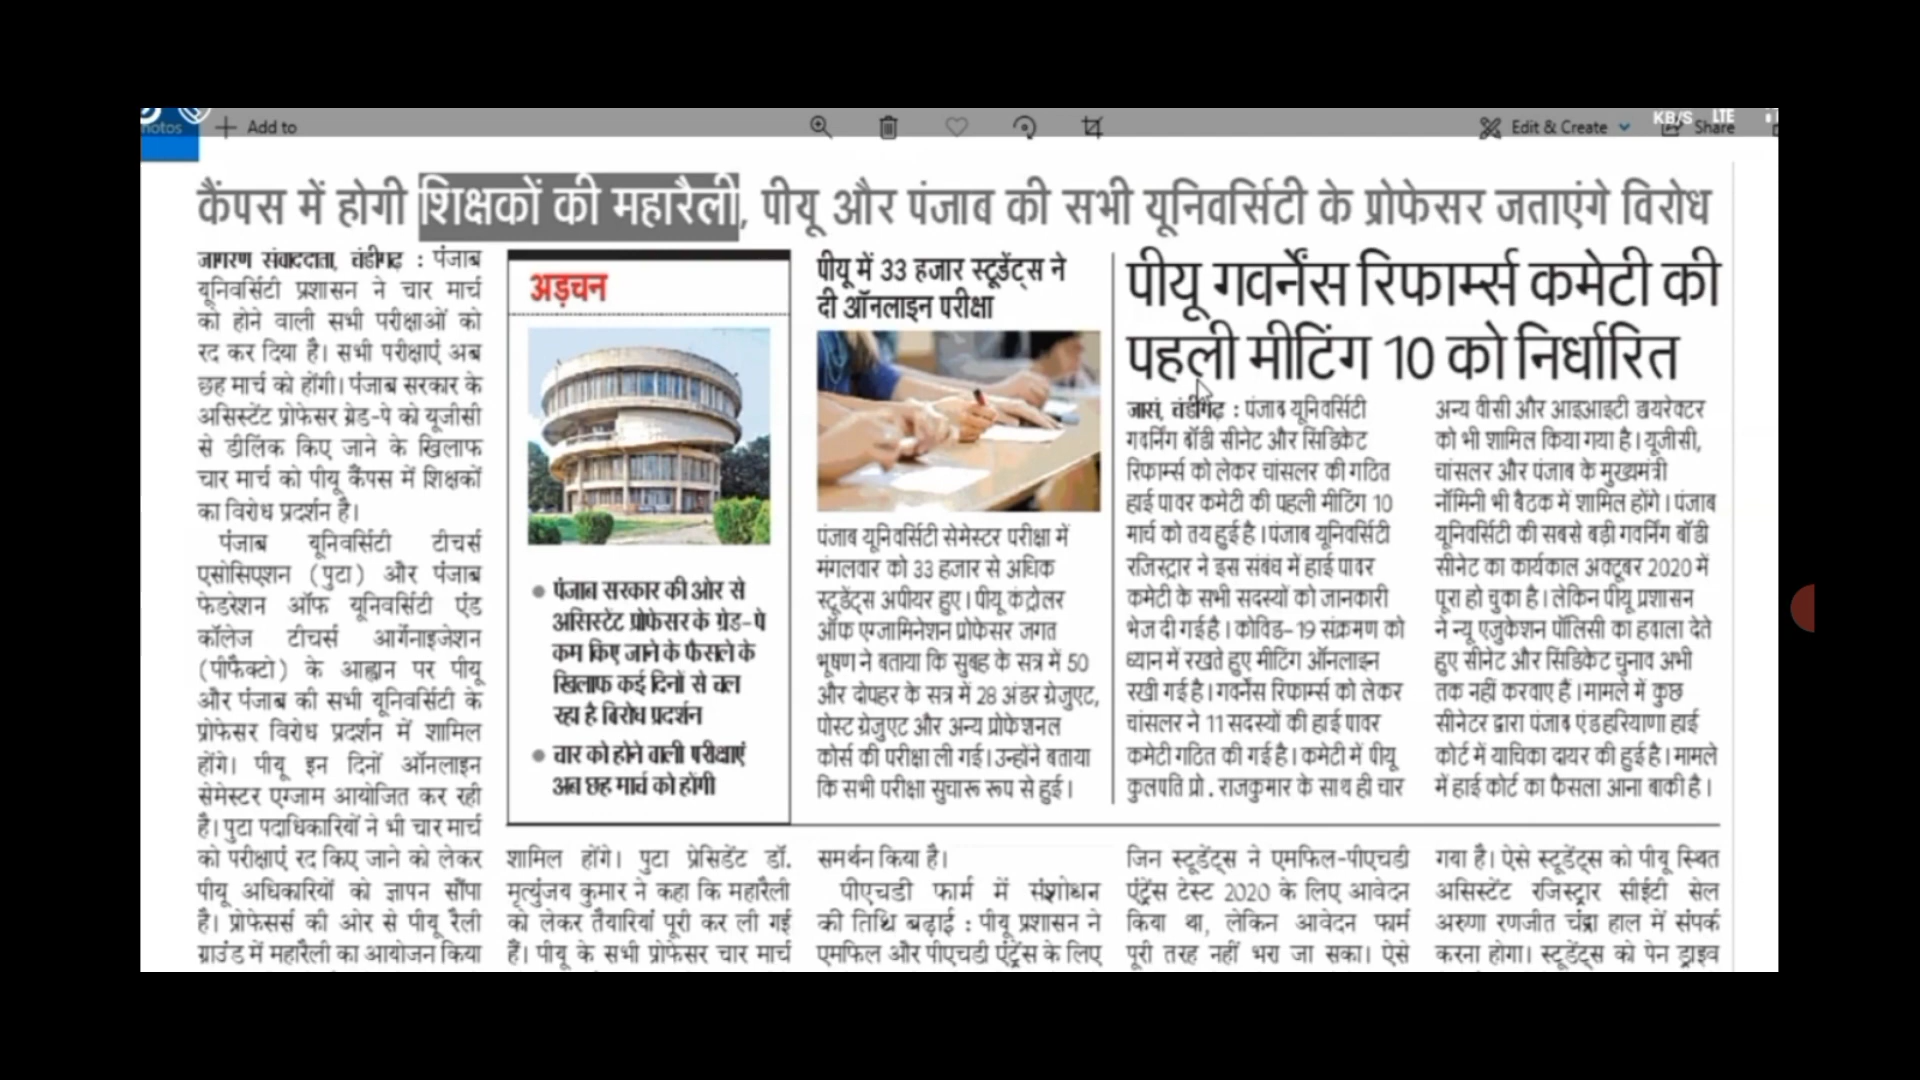 KB/S LTE
hotos
Add to
Edit & Create
Share
कैंपस में होगी शिक्षकों की महारैली, पीयू और पंजाब की सभी यूनिवर्सिटी के प्रोफेसर जताएंगे विरोध
जागरण संवाददाता, चंडीगढ़ : पंजाब
यूनिवर्सिटी प्रशासन ने चार मार्च
को होने वाली सभी परीक्षाओं को
रद कर दिया है। सभी परीक्षाएं अब
छह मार्च को होंगी। पंजाब सरकार के
असिस्टेंट प्रोफेसर ग्रेड-पे को यूजीसी
से डीलिंक किए जाने के खिलाफ
चार मार्च को पीयू कैंपस में शिक्षकों
का विरोध प्रदर्शन है।
पंजाब यूनिवर्सिटी टीचर्स
एसोसिएशन (पुटा) और पंजाब
फेडरेशन ऑफ यूनिवर्सिटी एंड
कॉलेज टीचर्स आर्गेनाइजेशन
(पीफैक्टो) के आह्वान पर पीयू
और पंजाब की सभी यूनिवर्सिटी के
प्रोफेसर विरोध प्रदर्शन में शामिल
होंगे। पीयू इन दिनों ऑनलाइन
सेमेस्टर एग्जाम आयोजित कर रही
है। पुटा पदाधिकारियों ने भी चार मार्च
को परीक्षाएं रद किए जाने को लेकर
पीयू अधिकारियों को ज्ञापन सौंपा
है। प्रोफेसर्स की ओर से पीयू रैली
ग्राउंड में महारैली का आयोजन किया
अड़चन
पंजाब सरकार की ओर से
असिस्टेंट प्रोफेसर के ग्रेड-पे
कम किए जाने के फैसले के
खिलाफ कई दिनों से चल
रहा है विरोध प्रदर्शन
चार को होने वाली परीक्षाएं
अब छह मार्च को होंगी
शामिल होंगे। पुटा प्रेसिडेंट डॉ.
मृत्युंजय कुमार ने कहा कि महारैली
को लेकर तैयारियां पूरी कर ली गई
हैं। पीयू के सभी प्रोफेसर चार मार्च
पीयू में 33 हजार स्टूडेंट्स ने
दी ऑनलाइन परीक्षा
पंजाब यूनिवर्सिटी सेमेस्टर परीक्षा में
मंगलवार को 33 हजार से अधिक
स्टूडेंट्स अपीयर हुए। पीयू कंट्रोलर
ऑफ एग्जामिनेशन प्रोफेसर जगत
भूषण ने बताया कि सुबह के सत्र में 50
और दोपहर के सत्र में 28 अंडर ग्रेजुएट,
पोस्ट ग्रेजुएट और अन्य प्रोफेशनल
कोर्स की परीक्षा ली गई। उन्होंने बताया
कि सभी परीक्षा सुचारू रूप से हुई।
समर्थन किया है।
पीएचडी फार्म में संशोधन
की तिथि बढ़ाई : पीयू प्रशासन ने
एमफिल और पीएचडी एंट्रेंस के लिए
पीयू गवर्नेंस रिफार्म्स कमेटी की
पहली मीटिंग 10 को निर्धारित
जासं, चंडीगढ़ : पंजाब यूनिवर्सिटी
गवर्निंग बॉडी सीनेट और सिंडिकेट
रिफार्म्स को लेकर चांसलर की गठित
हाई पावर कमेटी की पहली मीटिंग 10
मार्च को तय हुई है। पंजाब यूनिवर्सिटी
रजिस्ट्रार ने इस संबंध में हाई पावर
कमेटी के सभी सदस्यों को जानकारी
भेज दी गई है। कोविड-19 संक्रमण को
ध्यान में रखते हुए मीटिंग ऑनलाइन
रखी गई है। गवर्नेंस रिफार्म्स को लेकर
चांसलर ने 11 सदस्यों की हाई पावर
कमेटी गठित की गई है। कमेटी में पीयू
कुलपति प्रो. राजकुमार के साथ ही चार
अन्य वीसी और आइआइटी डायरेक्टर
को भी शामिल किया गया है। यूजीसी,
चांसलर और पंजाब के मुख्यमंत्री
नॉमिनी भी बैठक में शामिल होंगे। पंजाब
यूनिवर्सिटी की सबसे बड़ी गवर्निंग बॉडी
सीनेट का कार्यकाल अक्टूबर 2020 में
पूरा हो चुका है। लेकिन पीयू प्रशासन
ने न्यू एजुकेशन पॉलिसी का हवाला देते
हुए सीनेट और सिंडिकेट चुनाव अभी
तक नहीं करवाए हैं। मामले में कुछ
सीनेटर द्वारा पंजाब एंड हरियाणा हाई
कोर्ट में याचिका दायर की हुई है। मामले
में हाई कोर्ट का फैसला आना बाकी है।
जिन स्टूडेंट्स ने एमफिल-पीएचडी
एंट्रेंस टेस्ट 2020 के लिए आवेदन
किया था, लेकिन आवेदन फार्म
पूरी तरह नहीं भरा जा सका। ऐसे
गया है। ऐसे स्टूडेंट्स को पीयू स्थित
असिस्टेंट रजिस्ट्रार सीईटी सेल
अरुणा रणजीत चंद्रा हाल में संपर्क
करना होगा। स्टूडेंट्स को पेन ड्राइव